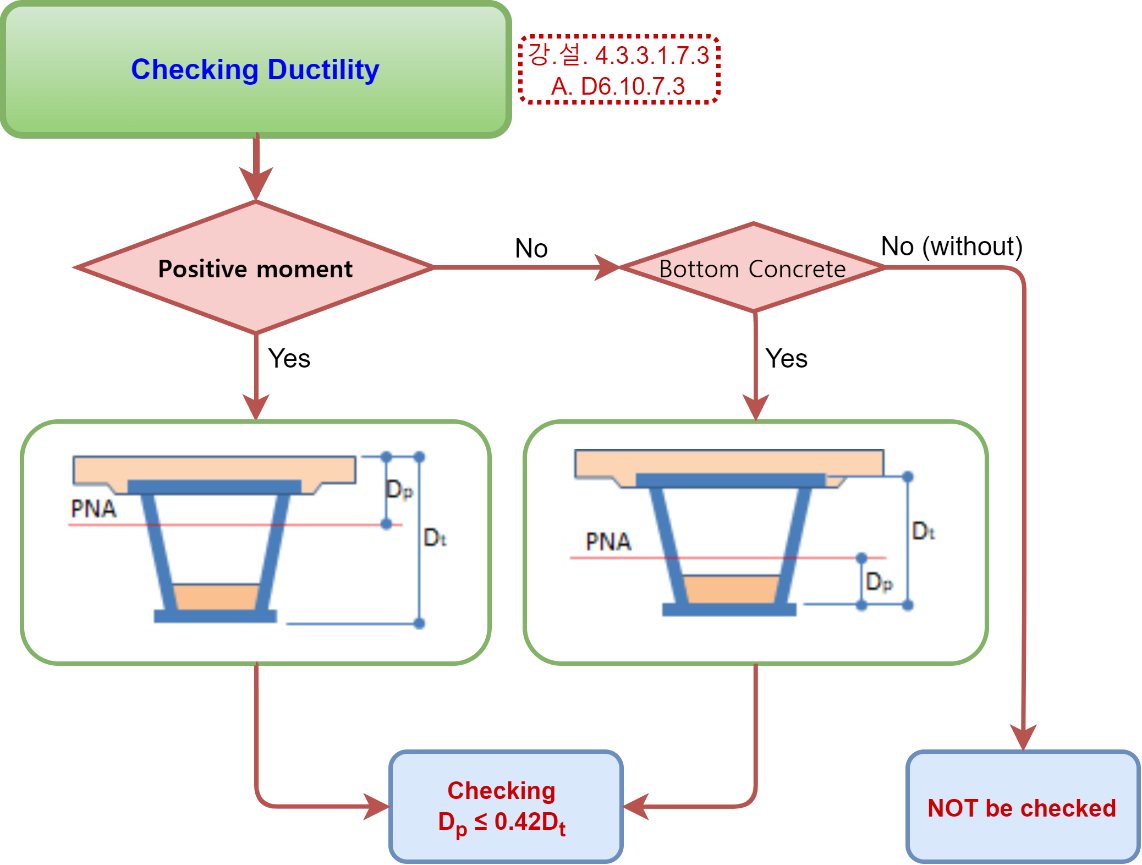 Checking Ductility
강.설. 4.3.3.1.7.3
A. D6.10.7.3
Positive moment
No
Bottom Concrete
No (without)
Yes
Yes
PNA
Dp
Dt
PNA
Dt
Dp
Checking
Dp ≤ 0.42Dt
NOT be checked